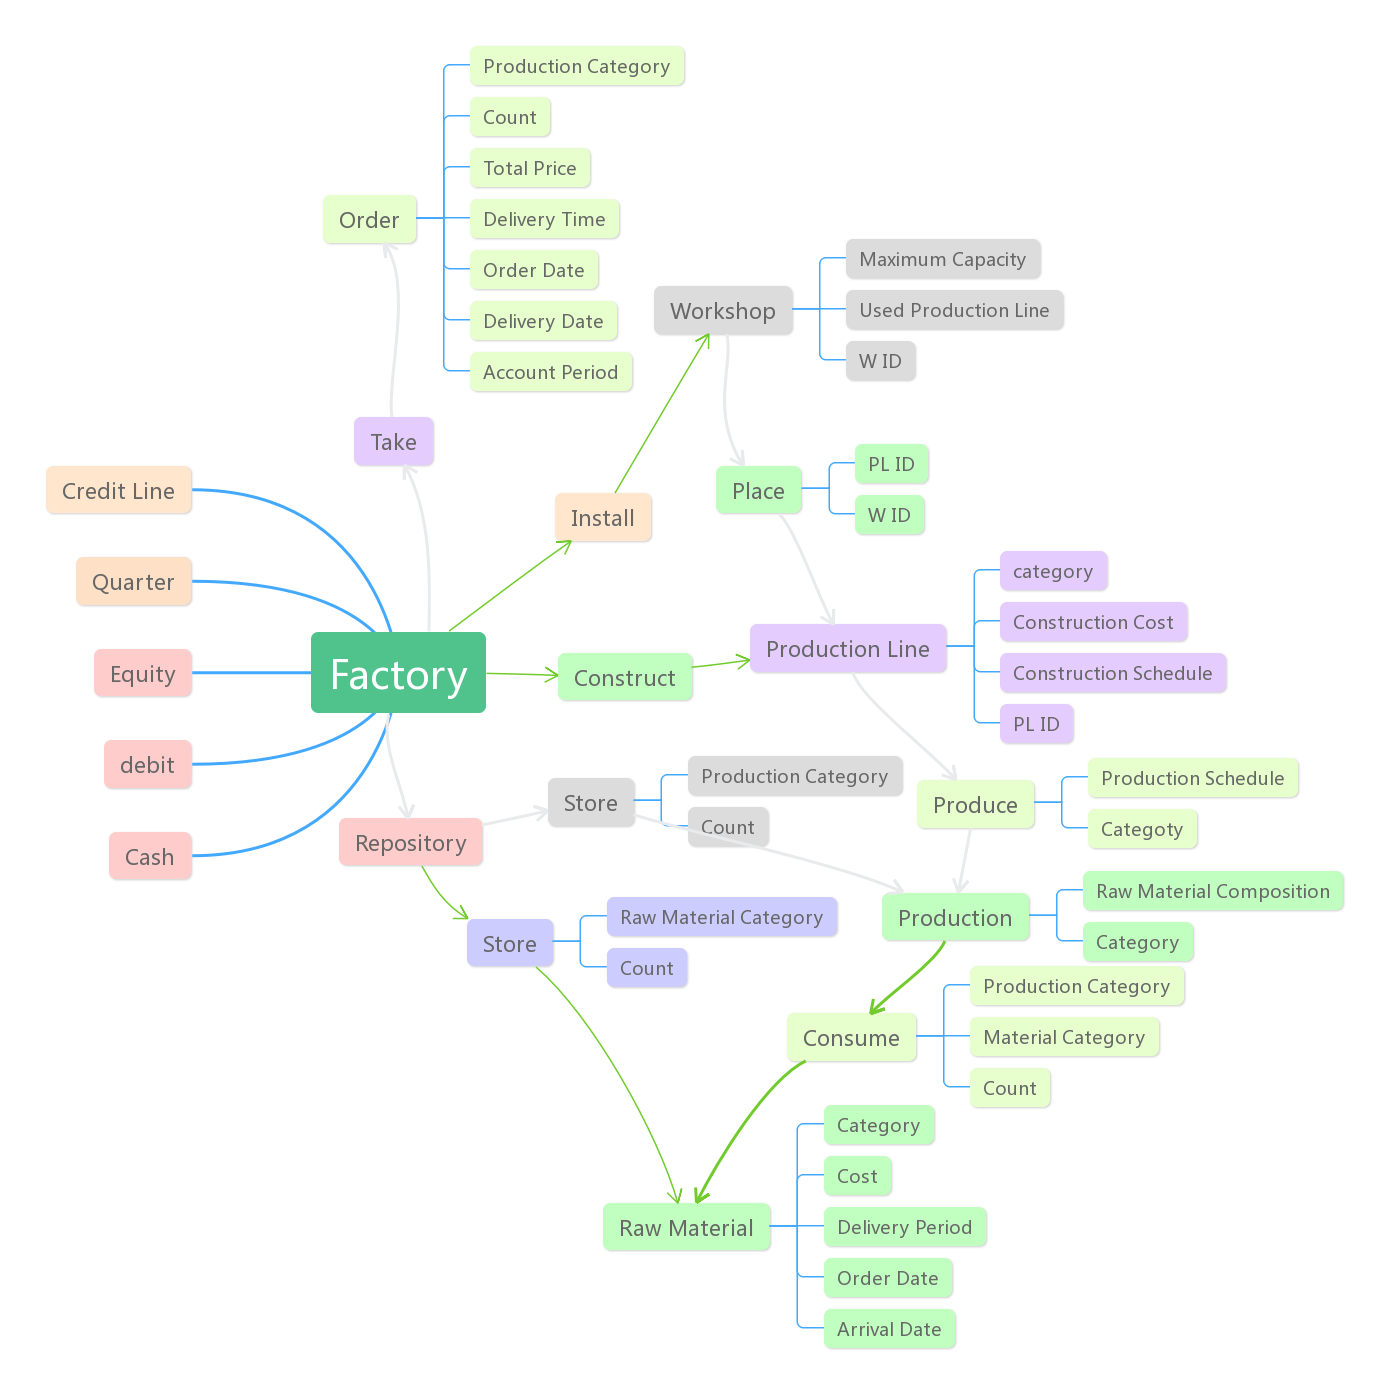 Production Category
Count
Total Price
Order
Delivery Time
Order Date
Delivery Date
Account Period
Maximum Capacity
Workshop
Used Production Line
W ID
Take
Credit Line
Install
Place
PL ID
W ID
Quarter
Equity
Factory
debit
Cash
Construct
Production Line
category
Construction Cost
Construction Schedule
PL ID
Store
Production Category
Count
Produce
Production Schedule
Categoty
Repository
Store
Raw Material Category
Count
Production
Raw Material Composition
Category
Consume
Production Category
Material Category
Count
Raw Material
Category
Cost
Delivery Period
Order Date
Arrival Date